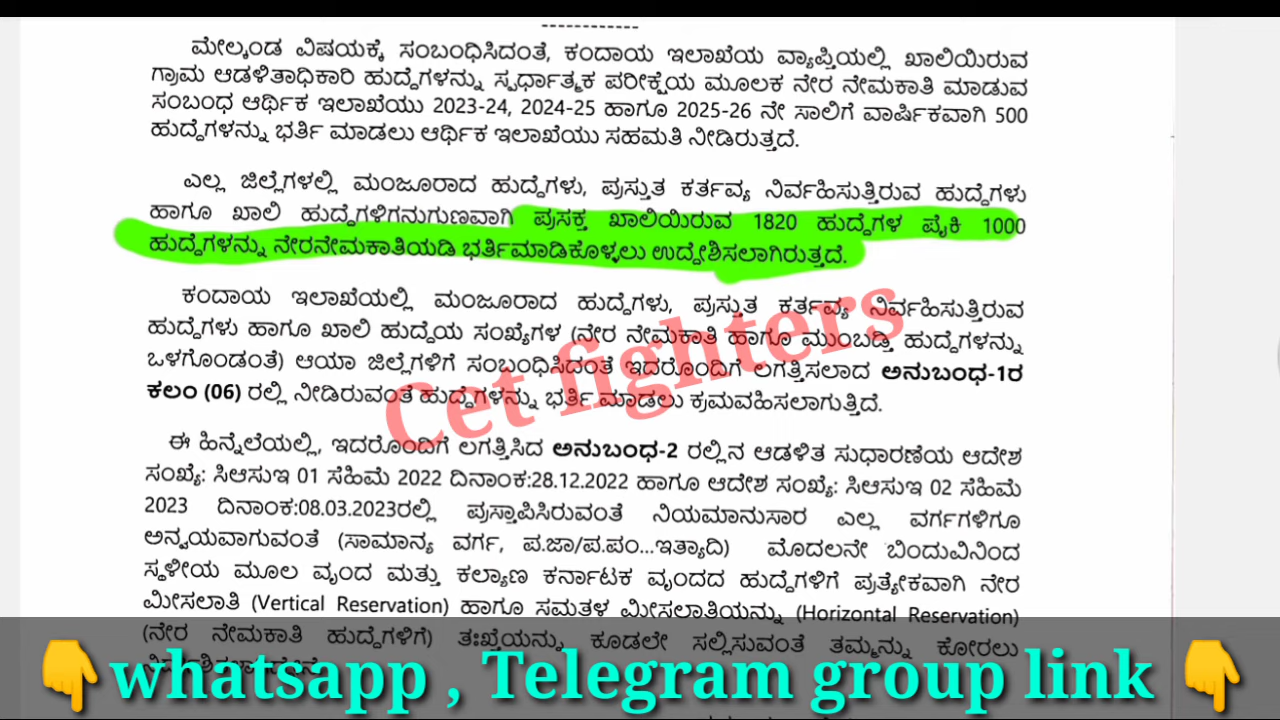 ಮೇಲ್ಕಂಡ ವಿಷಯಕ್ಕೆ ಸಂಬಂಧಿಸಿದಂತೆ, ಕಂದಾಯ ಇಲಾಖೆಯ ವ್ಯಾಪ್ತಿಯಲ್ಲಿ ಖಾಲಿಯಿರುವ
ಗ್ರಾಮ ಆಡಳಿತಾಧಿಕಾರಿ ಹುದ್ದೆಗಳನ್ನು ಸ್ಪರ್ಧಾತ್ಮಕ ಪರೀಕ್ಷೆಯ ಮೂಲಕ ನೇರ ನೇಮಕಾತಿ ಮಾಡುವ
ಸಂಬಂಧ ಆರ್ಥಿಕ ಇಲಾಖೆಯು 2023-24, 2024-25 ಹಾಗೂ 2025-26 ನೇ ಸಾಲಿಗೆ ವಾರ್ಷಿಕವಾಗಿ 500
ಹುದ್ದೆಗಳನ್ನು ಭರ್ತಿ ಮಾಡಲು ಆರ್ಥಿಕ ಇಲಾಖೆಯು ಸಹಮತಿ ನೀಡಿರುತ್ತದೆ.
ಎಲ್ಲ ಜಿಲ್ಲೆಗಳಲ್ಲಿ ಮಂಜೂರಾದ ಹುದ್ದೆಗಳು, ಪ್ರಸ್ತುತ ಕರ್ತವ್ಯ ನಿರ್ವಹಿಸುತ್ತಿರುವ ಹುದ್ದೆಗಳು
ಹಾಗೂ ಖಾಲಿ ಹುದ್ದೆಗಳಿಗನುಗುಣವಾಗಿ ಪ್ರಸಕ್ತ ಖಾಲಿಯಿರುವ 1820 ಹುದ್ದೆಗಳ ಪೈಕಿ 1000
ಹುದ್ದೆಗಳನ್ನು ನೇರನೇಮಕಾತಿಯಡಿ ಭರ್ತಿಮಾಡಿಕೊಳ್ಳಲು ಉದ್ದೇಶಿಸಲಾಗಿರುತ್ತದೆ.
ಕಂದಾಯ ಇಲಾಖೆಯಲ್ಲಿ ಮಂಜೂರಾದ ಹುದ್ದೆಗಳು, ಪ್ರಸ್ತುತ ಕರ್ತವ್ಯ ನಿರ್ವಹಿಸುತ್ತಿರುವ
ಹುದ್ದೆಗಳು ಹಾಗೂ ಖಾಲಿ ಹುದ್ದೆಯ ಸಂಖ್ಯೆಗಳ (ನೇರ ನೇಮಕಾತಿ ಹಾಗೂ ಮುಂಬಡ್ತಿ ಹುದ್ದೆಗಳನ್ನು
ಒಳಗೊಂಡಂತೆ) ಆಯಾ ಜಿಲ್ಲೆಗಳಿಗೆ ಸಂಬಂಧಿಸಿದಂತೆ ಇದರೊಂದಿಗೆ ಲಗತ್ತಿಸಲಾದ ಅನುಬಂಧ-1ರ
ಕಲಂ (06) ರಲ್ಲಿ ನೀಡಿರುವಂತೆ ಹುದ್ದೆಗಳನ್ನು ಭರ್ತಿ ಮಾಡಲು ಕ್ರಮವಹಿಸಲಾಗುತ್ತಿದೆ.
Cet fighters
ಈ ಹಿನ್ನೆಲೆಯಲ್ಲಿ, ಇದರೊಂದಿಗೆ ಲಗತ್ತಿಸಿದ ಅನುಬಂಧ-2 ರಲ್ಲಿನ ಆಡಳಿತ ಸುಧಾರಣೆಯ ಆದೇಶ
ಸಂಖ್ಯೆ: ಸಿಆಸುಇ 01 ಸೆಹಿಮೆ 2022 ದಿನಾಂಕ:28.12.2022 ಹಾಗೂ ಆದೇಶ ಸಂಖ್ಯೆ: ಸಿಆಸುಇ 02 ಸೆಹಿಮೆ
2023 ದಿನಾಂಕ:08.03.2023ರಲ್ಲಿ ಪ್ರಸ್ತಾಪಿಸಿರುವಂತೆ ನಿಯಮಾನುಸಾರ ಎಲ್ಲ ವರ್ಗಗಳಿಗೂ
ಅನ್ವಯವಾಗುವಂತೆ (ಸಾಮಾನ್ಯ ವರ್ಗ, ಪ.ಜಾ/ಪ.ಪಂ...ಇತ್ಯಾದಿ) ಮೊದಲನೇ ಬಿಂದುವಿನಿಂದ
ಸ್ಥಳೀಯ ಮೂಲ ವೃಂದ ಮತ್ತು ಕಲ್ಯಾಣ ಕರ್ನಾಟಕ ವೃಂದದ ಹುದ್ದೆಗಳಿಗೆ ಪ್ರತ್ಯೇಕವಾಗಿ ನೇರ
ಮೀಸಲಾತಿ (Vertical Reservation) ಹಾಗೂ ಸಮತಳ ಮೀಸಲಾತಿಯನ್ನು (Horizontal Reservation)
(ನೇರ ನೇಮಕಾತಿ ಹುದ್ದೆಗಳಿಗೆ) ತಃಖ್ತೆಯನ್ನು ಕೂಡಲೇ ಸಲ್ಲಿಸುವಂತೆ ತಮ್ಮನ್ನು ಕೋರಲು
👇whatsapp , Telegram group link 👇